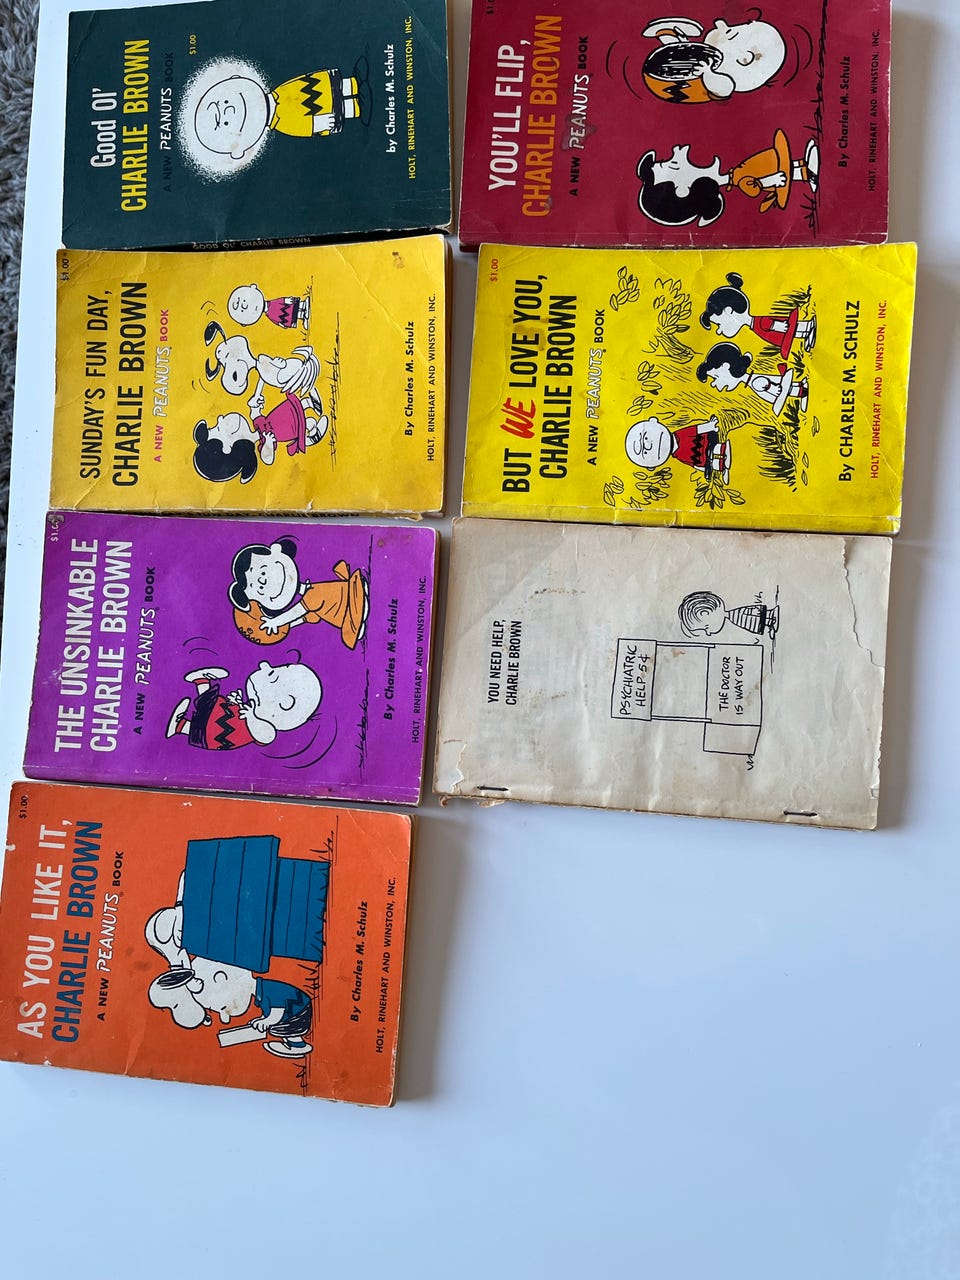 Good Ol'
CHARLIE BROWN
$1.00
A NEW PEANUTS BOOK
by Charles M. Schulz
HOLT, RINEHART AND WINSTON, INC.
GOOD OL' CHARLIE BROWN
YOU'LL FLIP,
CHARLIE BROWN
A NEW PEANUTS BOOK
By Charles M. Schulz
HOLT, RINEHART AND WINSTON, INC.
$1.00
SUNDAY'S FUN DAY,
CHARLIE BROWN
A NEW PEANUTS BOOK
By Charles M. Schulz
HOLT, RINEHART AND WINSTON, INC.
$1.00
BUT WE LOVE YOU,
CHARLIE BROWN
A NEW PEANUTS BOOK
By CHARLES M. SCHULZ
HOLT, RINEHART AND WINSTON, INC.
THE UNSINKABLE
CHARLIE BROWN
A NEW PEANUTS BOOK
By Charles M. Schulz
HOLT, RINEHART AND WINSTON, INC.
YOU NEED HELP,
CHARLIE BROWN
PSYCHIATRIC
HELP 5¢
THE DOCTOR
IS WAY OUT
$1.00
AS YOU LIKE IT,
CHARLIE BROWN
A NEW PEANUTS BOOK
By Charles M. Schulz
HOLT, RINEHART AND WINSTON, INC.